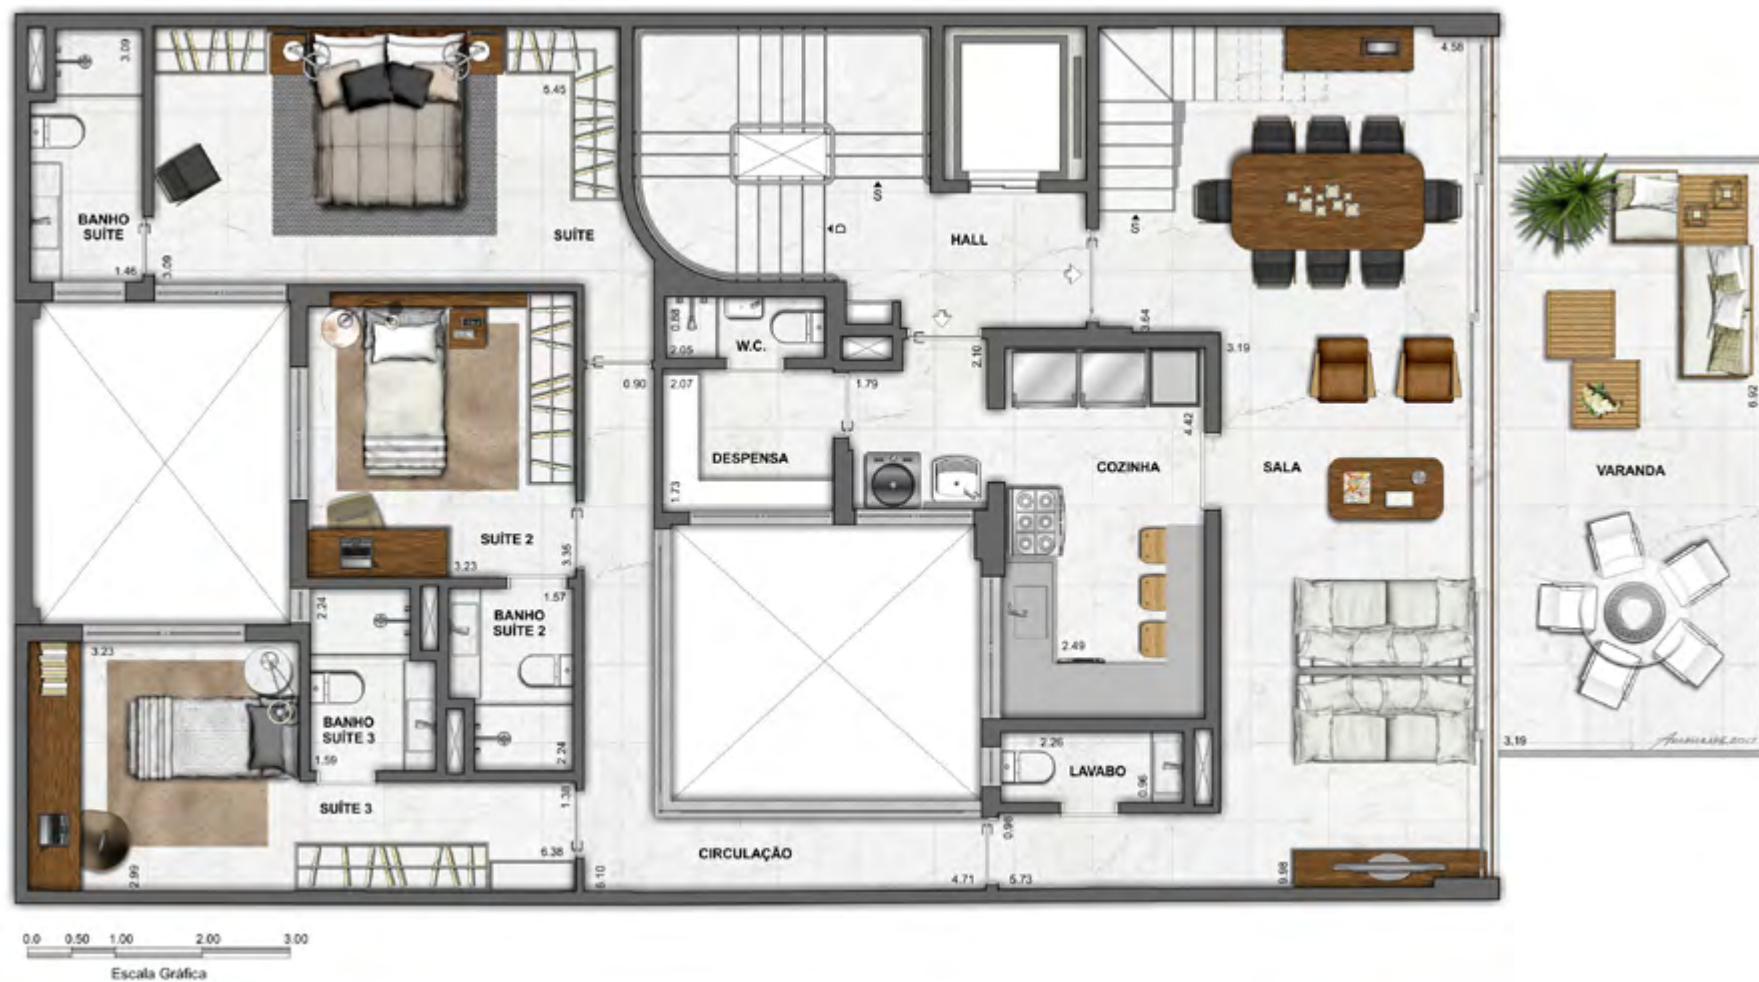 3.09
5.45
4.58
BANHO
SUÍTE
1.46
3.09
SUÍTE
S
D
HALL
S
3.64
3.19
0.88
2.05
W.C.
2.10
0.90
2.07
1.79
4.42
6.92
DESPENSA
COZINHA
SALA
VARANDA
1.73
SUÍTE 2
3.23
3.35
1.57
2.24
BANHO
SUÍTE 2
3.23
2.49
BANHO
SUÍTE 3
1.59
2.24
2.26
LAVABO
0.96
3.19
SUÍTE 3
1.38
0.96
CIRCULAÇÃO
6.38
2.99
6.10
4.71
5.73
9.98
0.0 0.50 1.00 2.00 3.00
Escala Gráfica